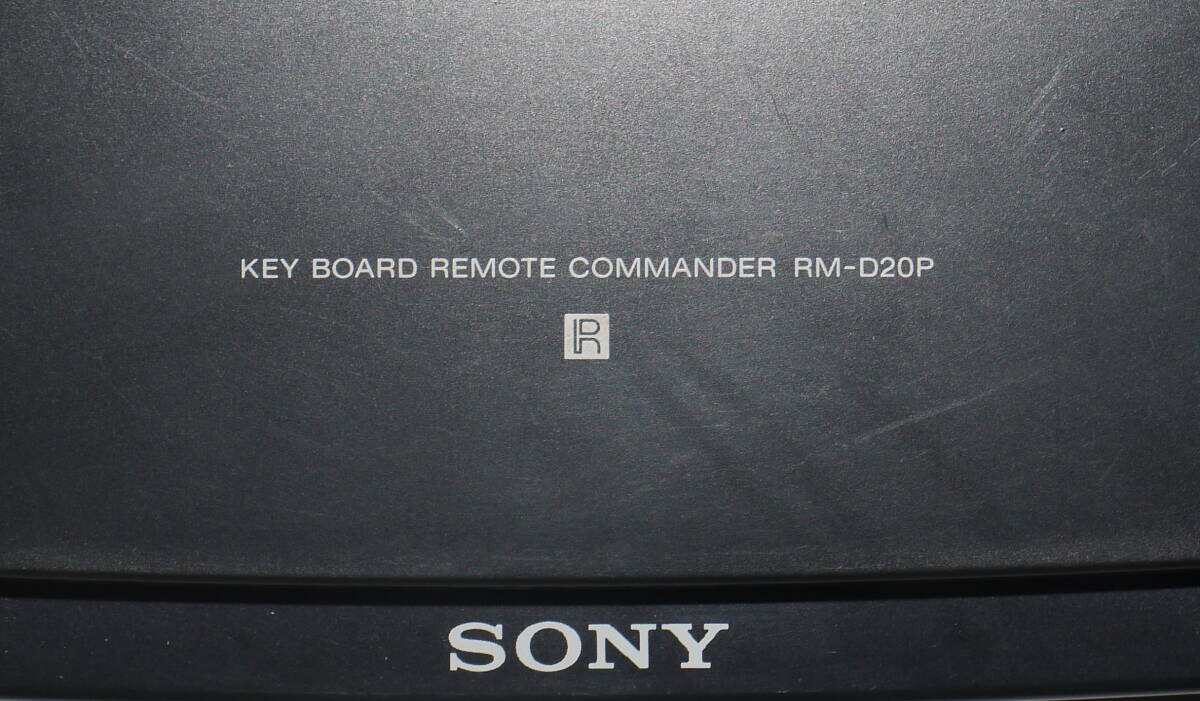 KEY BOARD REMOTE COMMANDER RM-D20P
R
SONY